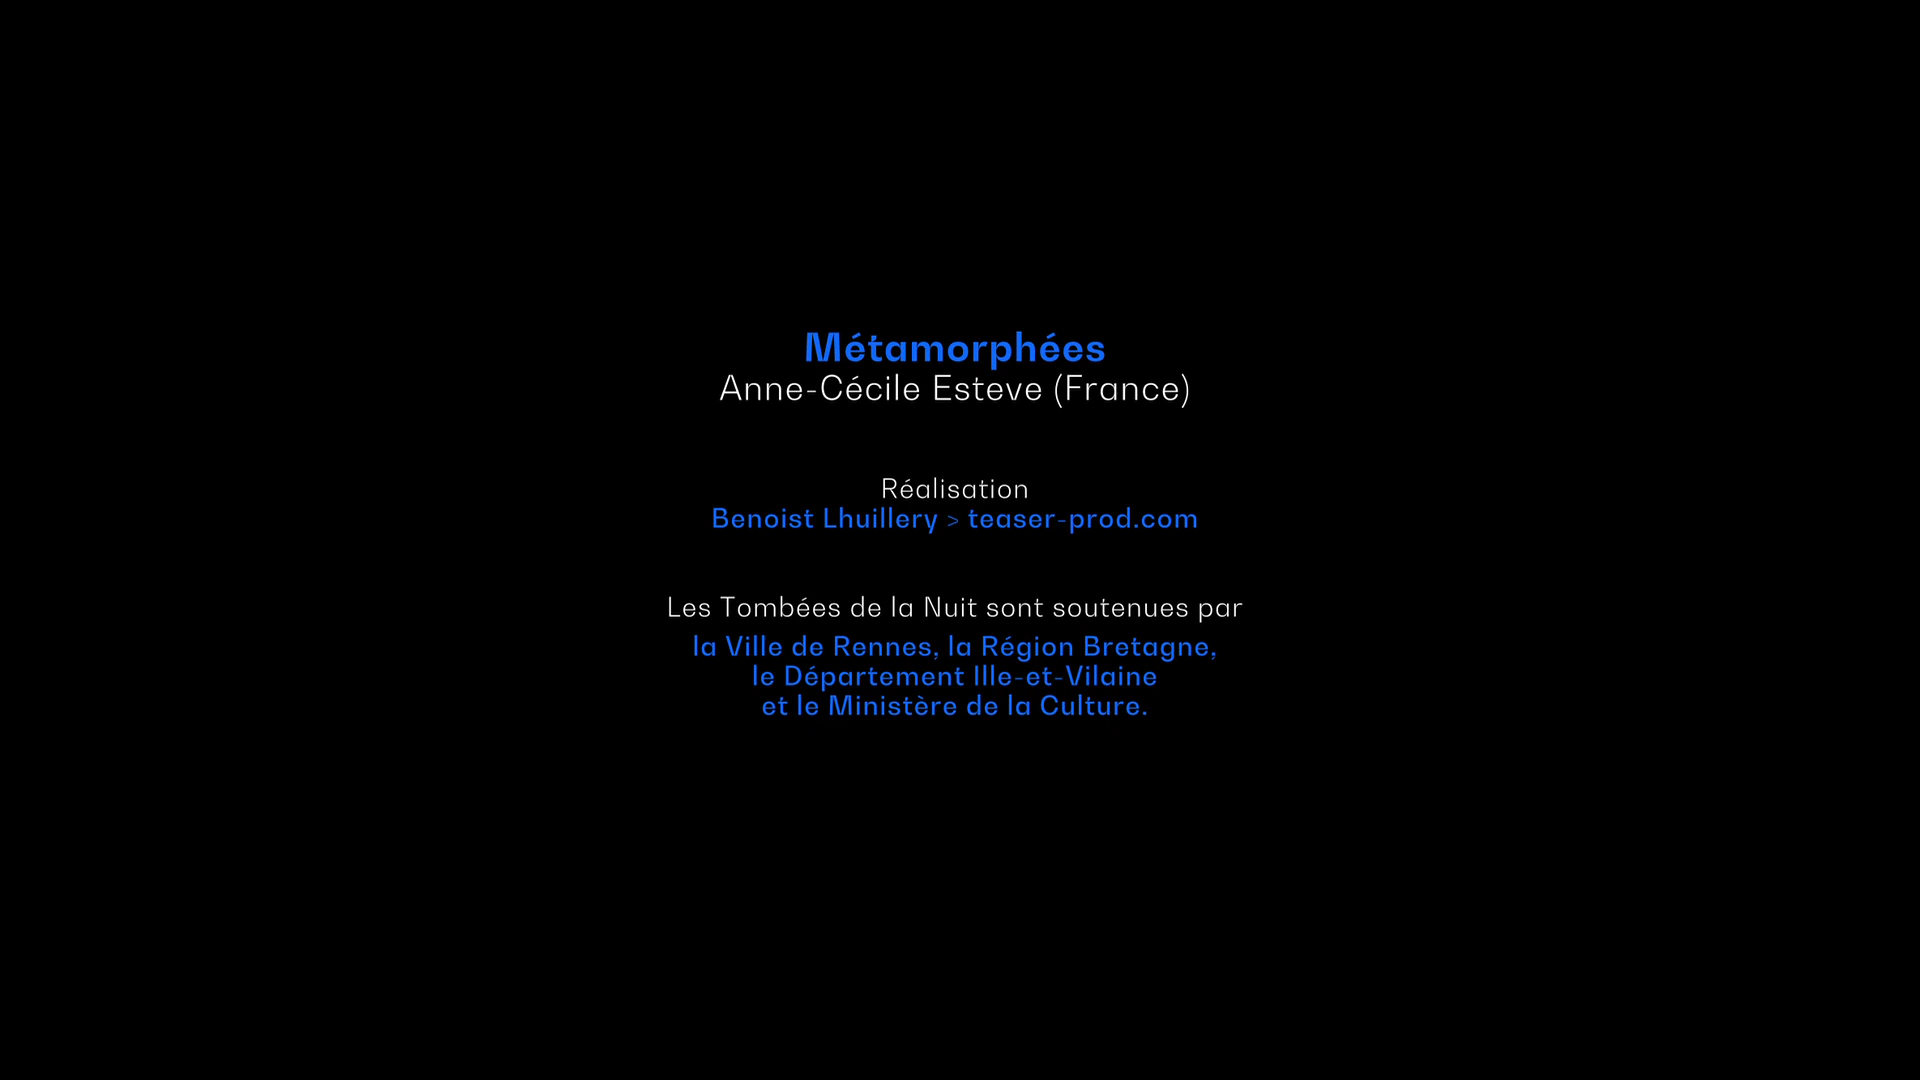 Métamorphées
Anne-Cécile Esteve (France)
Réalisation
Benoist Lhuillery > teaser-prod.com
Les Tombées de la Nuit sont soutenues par
la Ville de Rennes, la Région Bretagne,
le Département Ille-et-Vilaine
et le Ministère de la Culture.